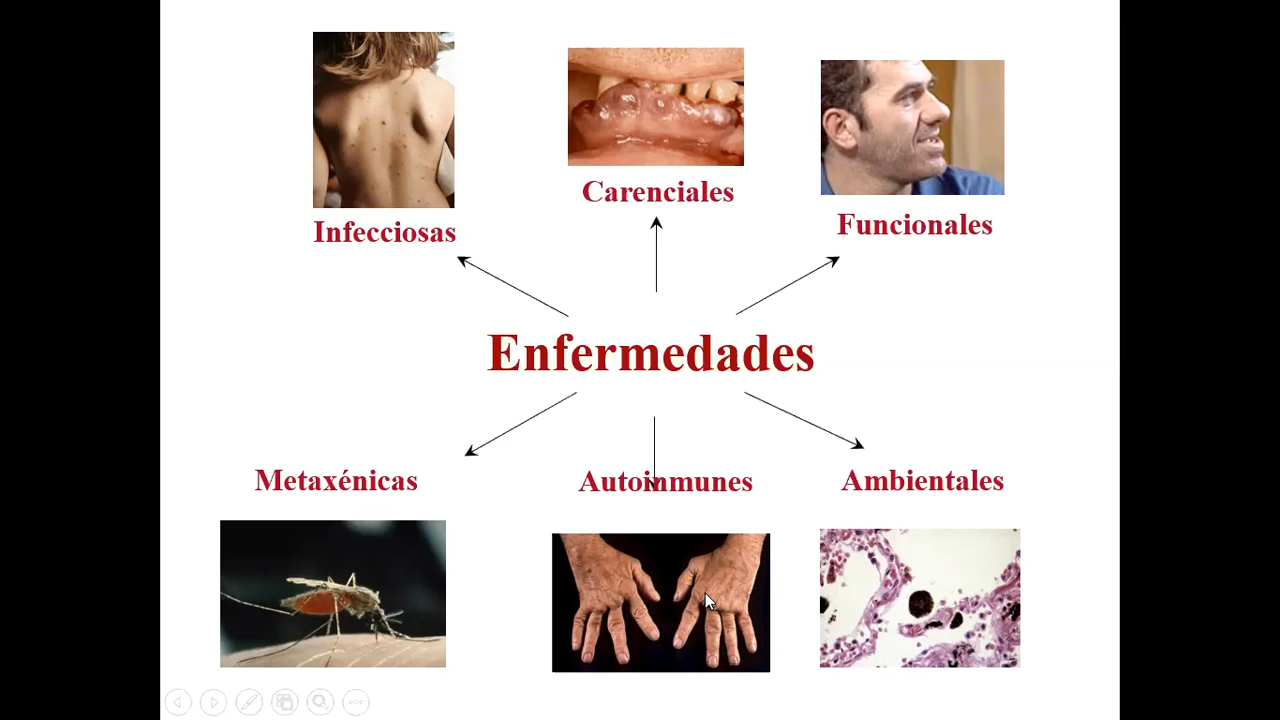 Carenciales
Infecciosas
Funcionales
Enfermedades
Metaxénicas
Autoinmunes
Ambientales